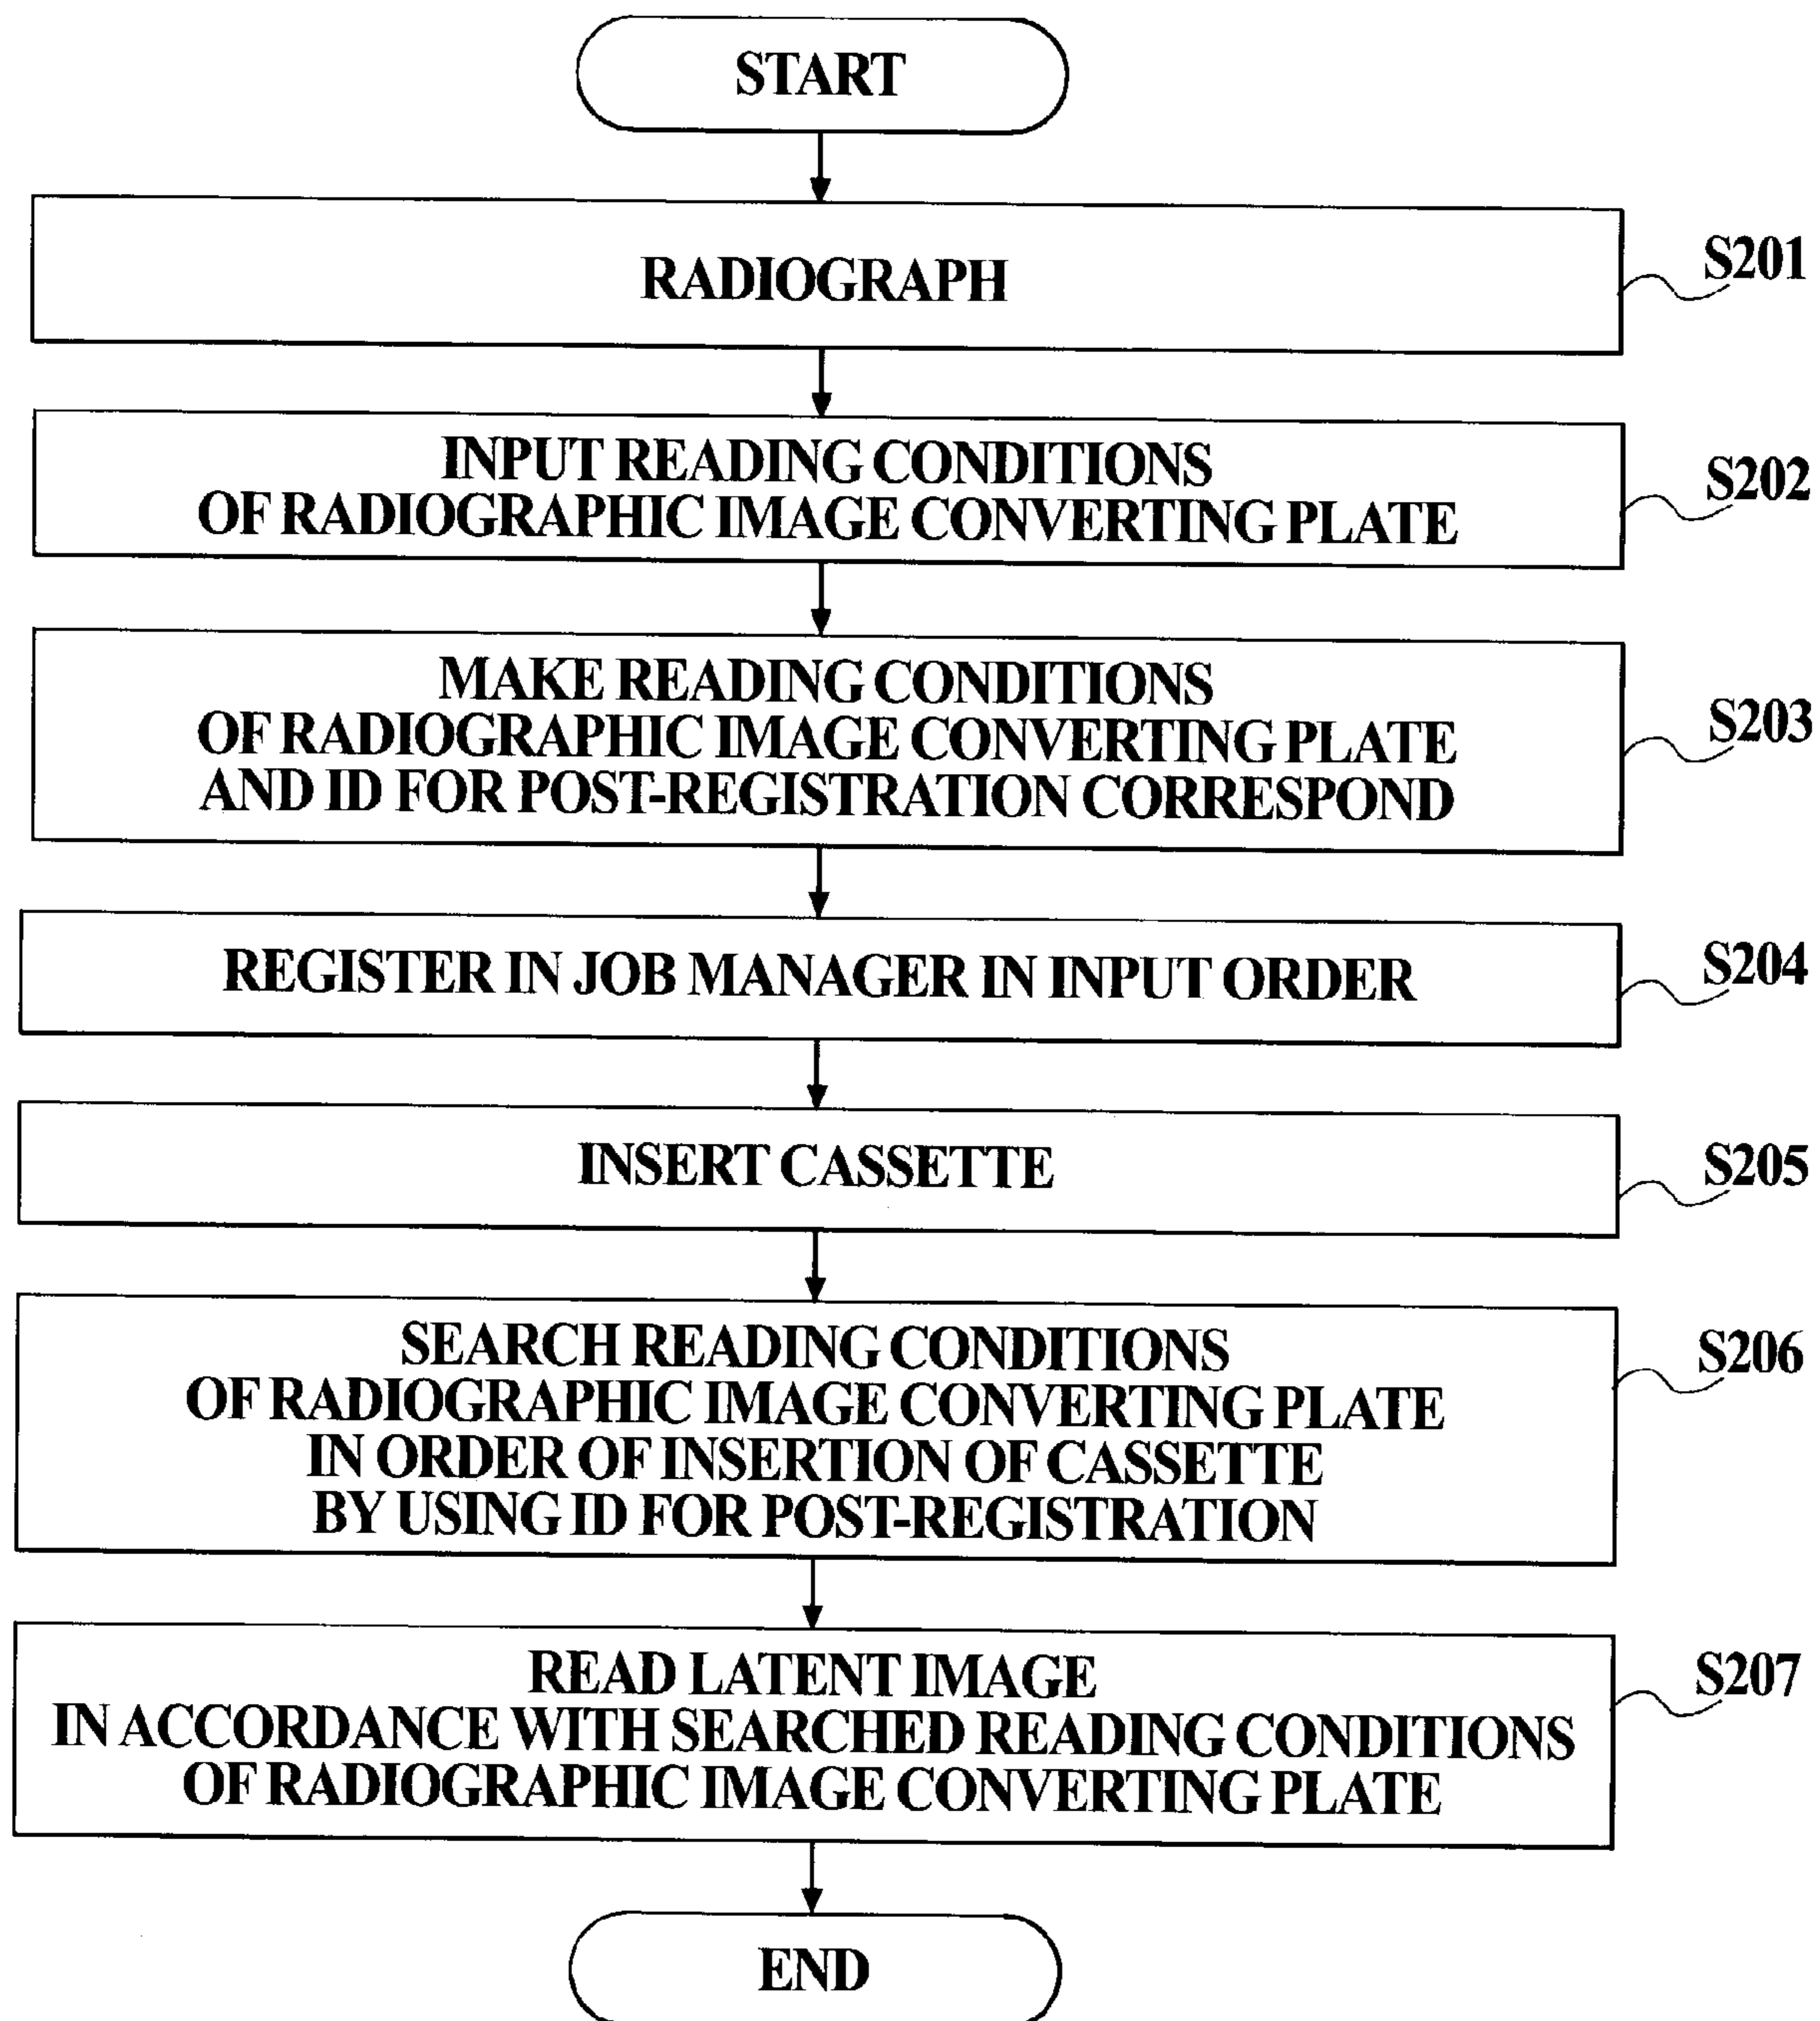 START
RADIOGRAPH
S201
INPUT READING CONDITIONS
OF RADIOGRAPHIC IMAGE CONVERTING PLATE
S202
MAKE READING CONDITIONS
OF RADIOGRAPHIC IMAGE CONVERTING PLATE
AND ID FOR POST-REGISTRATION CORRESPOND
S203
REGISTER IN JOB MANAGER IN INPUT ORDER
S204
INSERT CASSETTE
S205
SEARCH READING CONDITIONS
OF RADIOGRAPHIC IMAGE CONVERTING PLATE
IN ORDER OF INSERTION OF CASSETTE
BY USING ID FOR POST-REGISTRATION
S206
READ LATENT IMAGE
IN ACCORDANCE WITH SEARCHED READING CONDITIONS
OF RADIOGRAPHIC IMAGE CONVERTING PLATE
S207
END